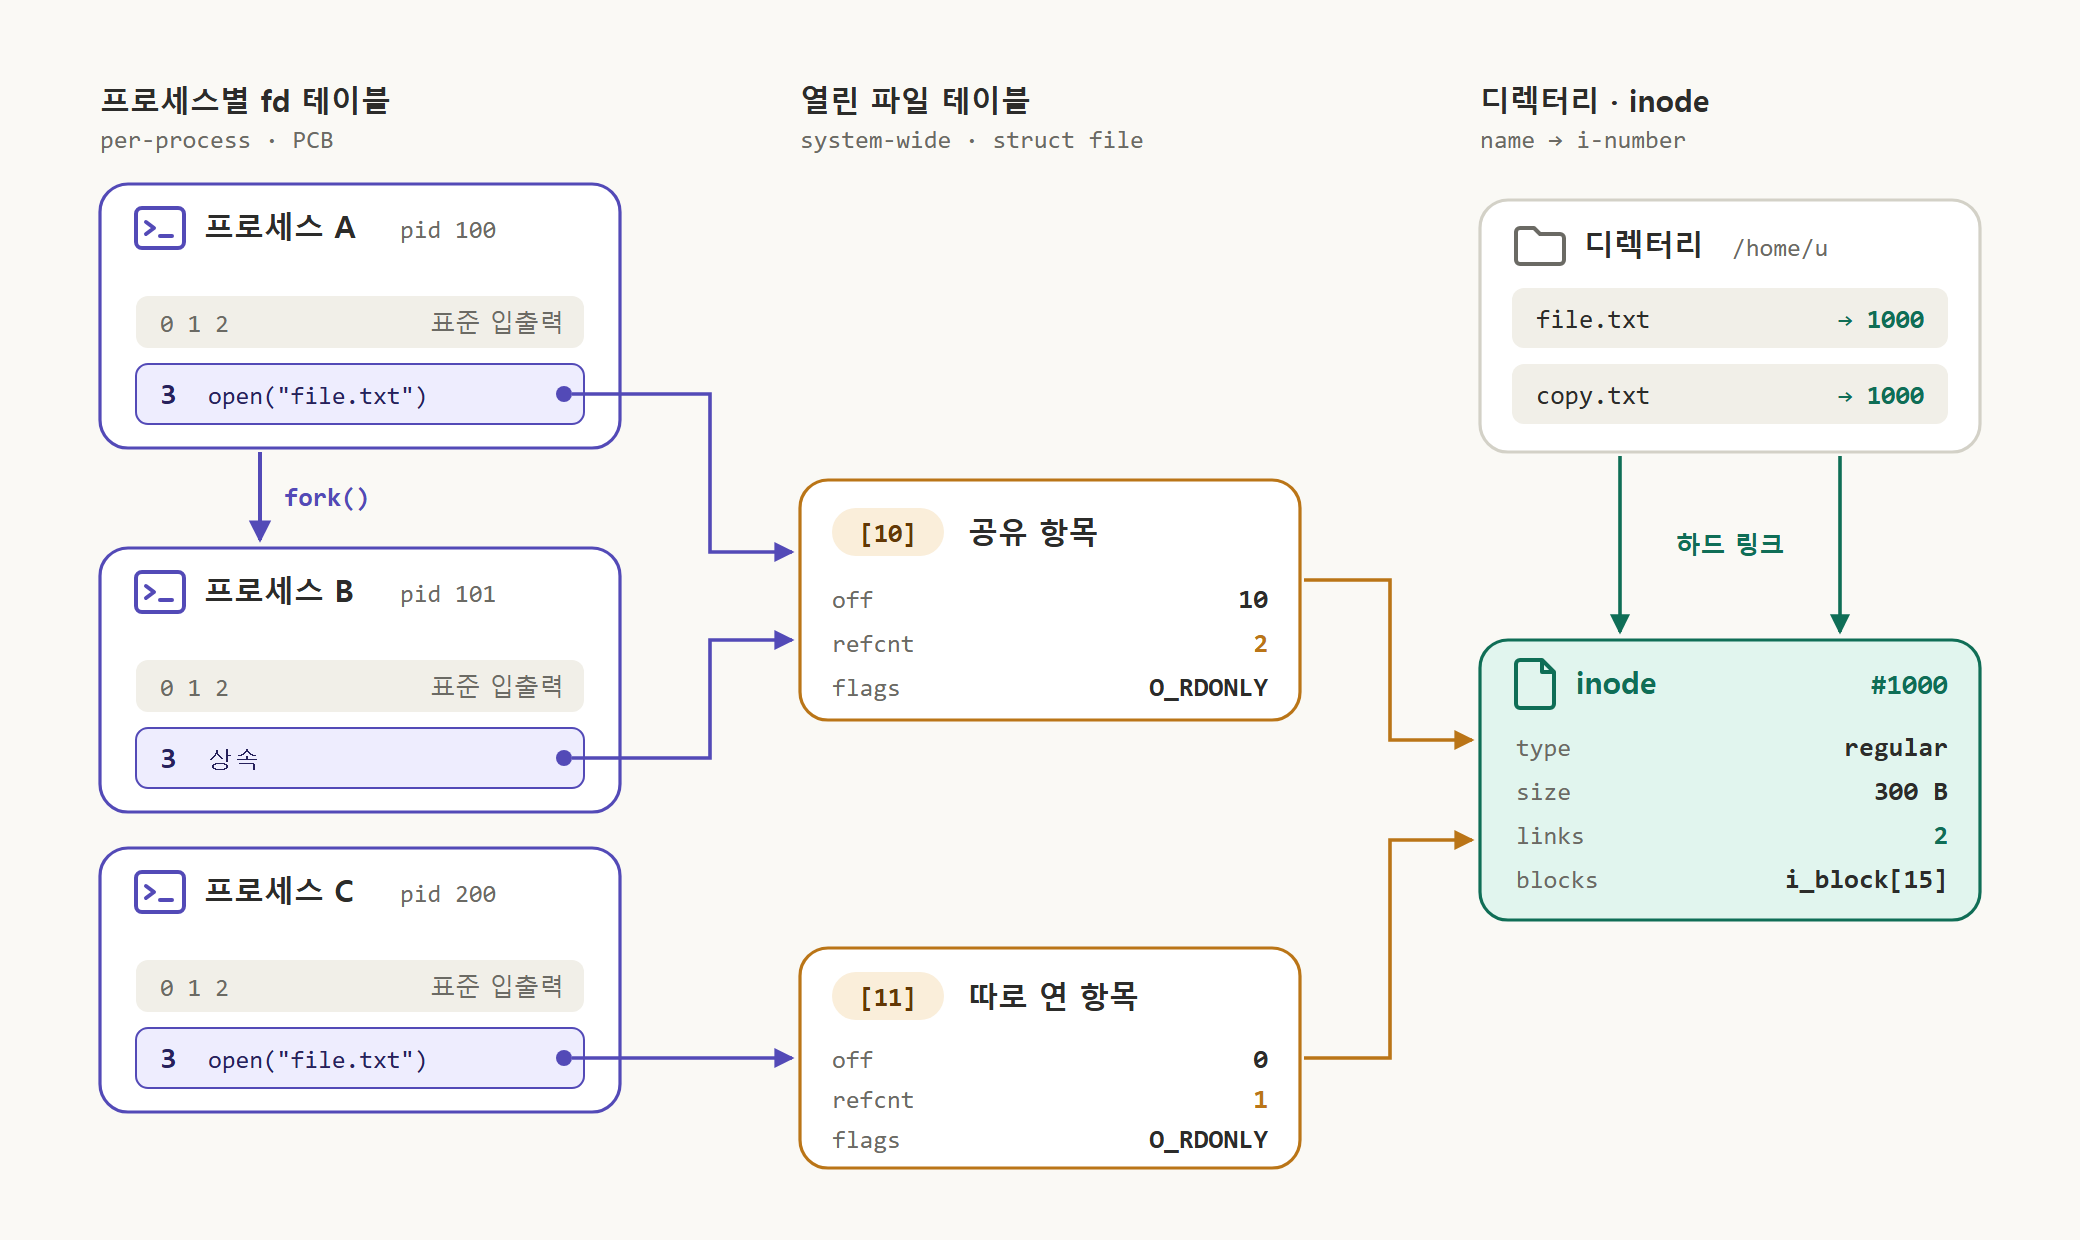 프로세스별 fd 테이블
per-process · PCB
프로세스 A pid 100
0 1 2 표준 입출력
3 open("file.txt")
fork()
프로세스 B pid 101
0 1 2 표준 입출력
3 상속
프로세스 C pid 200
0 1 2 표준 입출력
3 open("file.txt")
열린 파일 테이블
system-wide · struct file
[10] 공유 항목
off 10
refcnt 2
flags O_RDONLY
[11] 따로 연 항목
off 0
refcnt 1
flags O_RDONLY
디렉터리 · inode
name → i-number
디렉터리 /home/u
file.txt → 1000
copy.txt → 1000
하드 링크
inode #1000
type regular
size 300 B
links 2
blocks i_block[15]